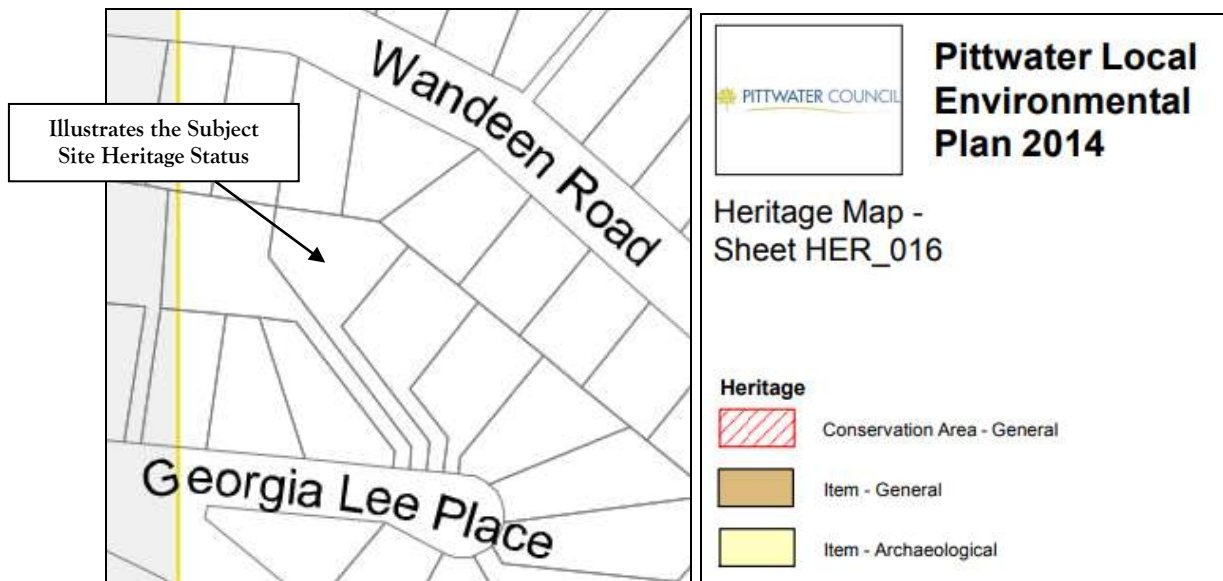 Illustrates the Subject
Site Heritage Status
Wandeen Road
Georgia Lee Place
PITTWATER COUNCIL
Pittwater Local
Environmental
Plan 2014
Heritage Map -
Sheet HER_016
Heritage
Conservation Area - General
Item - General
Item - Archaeological